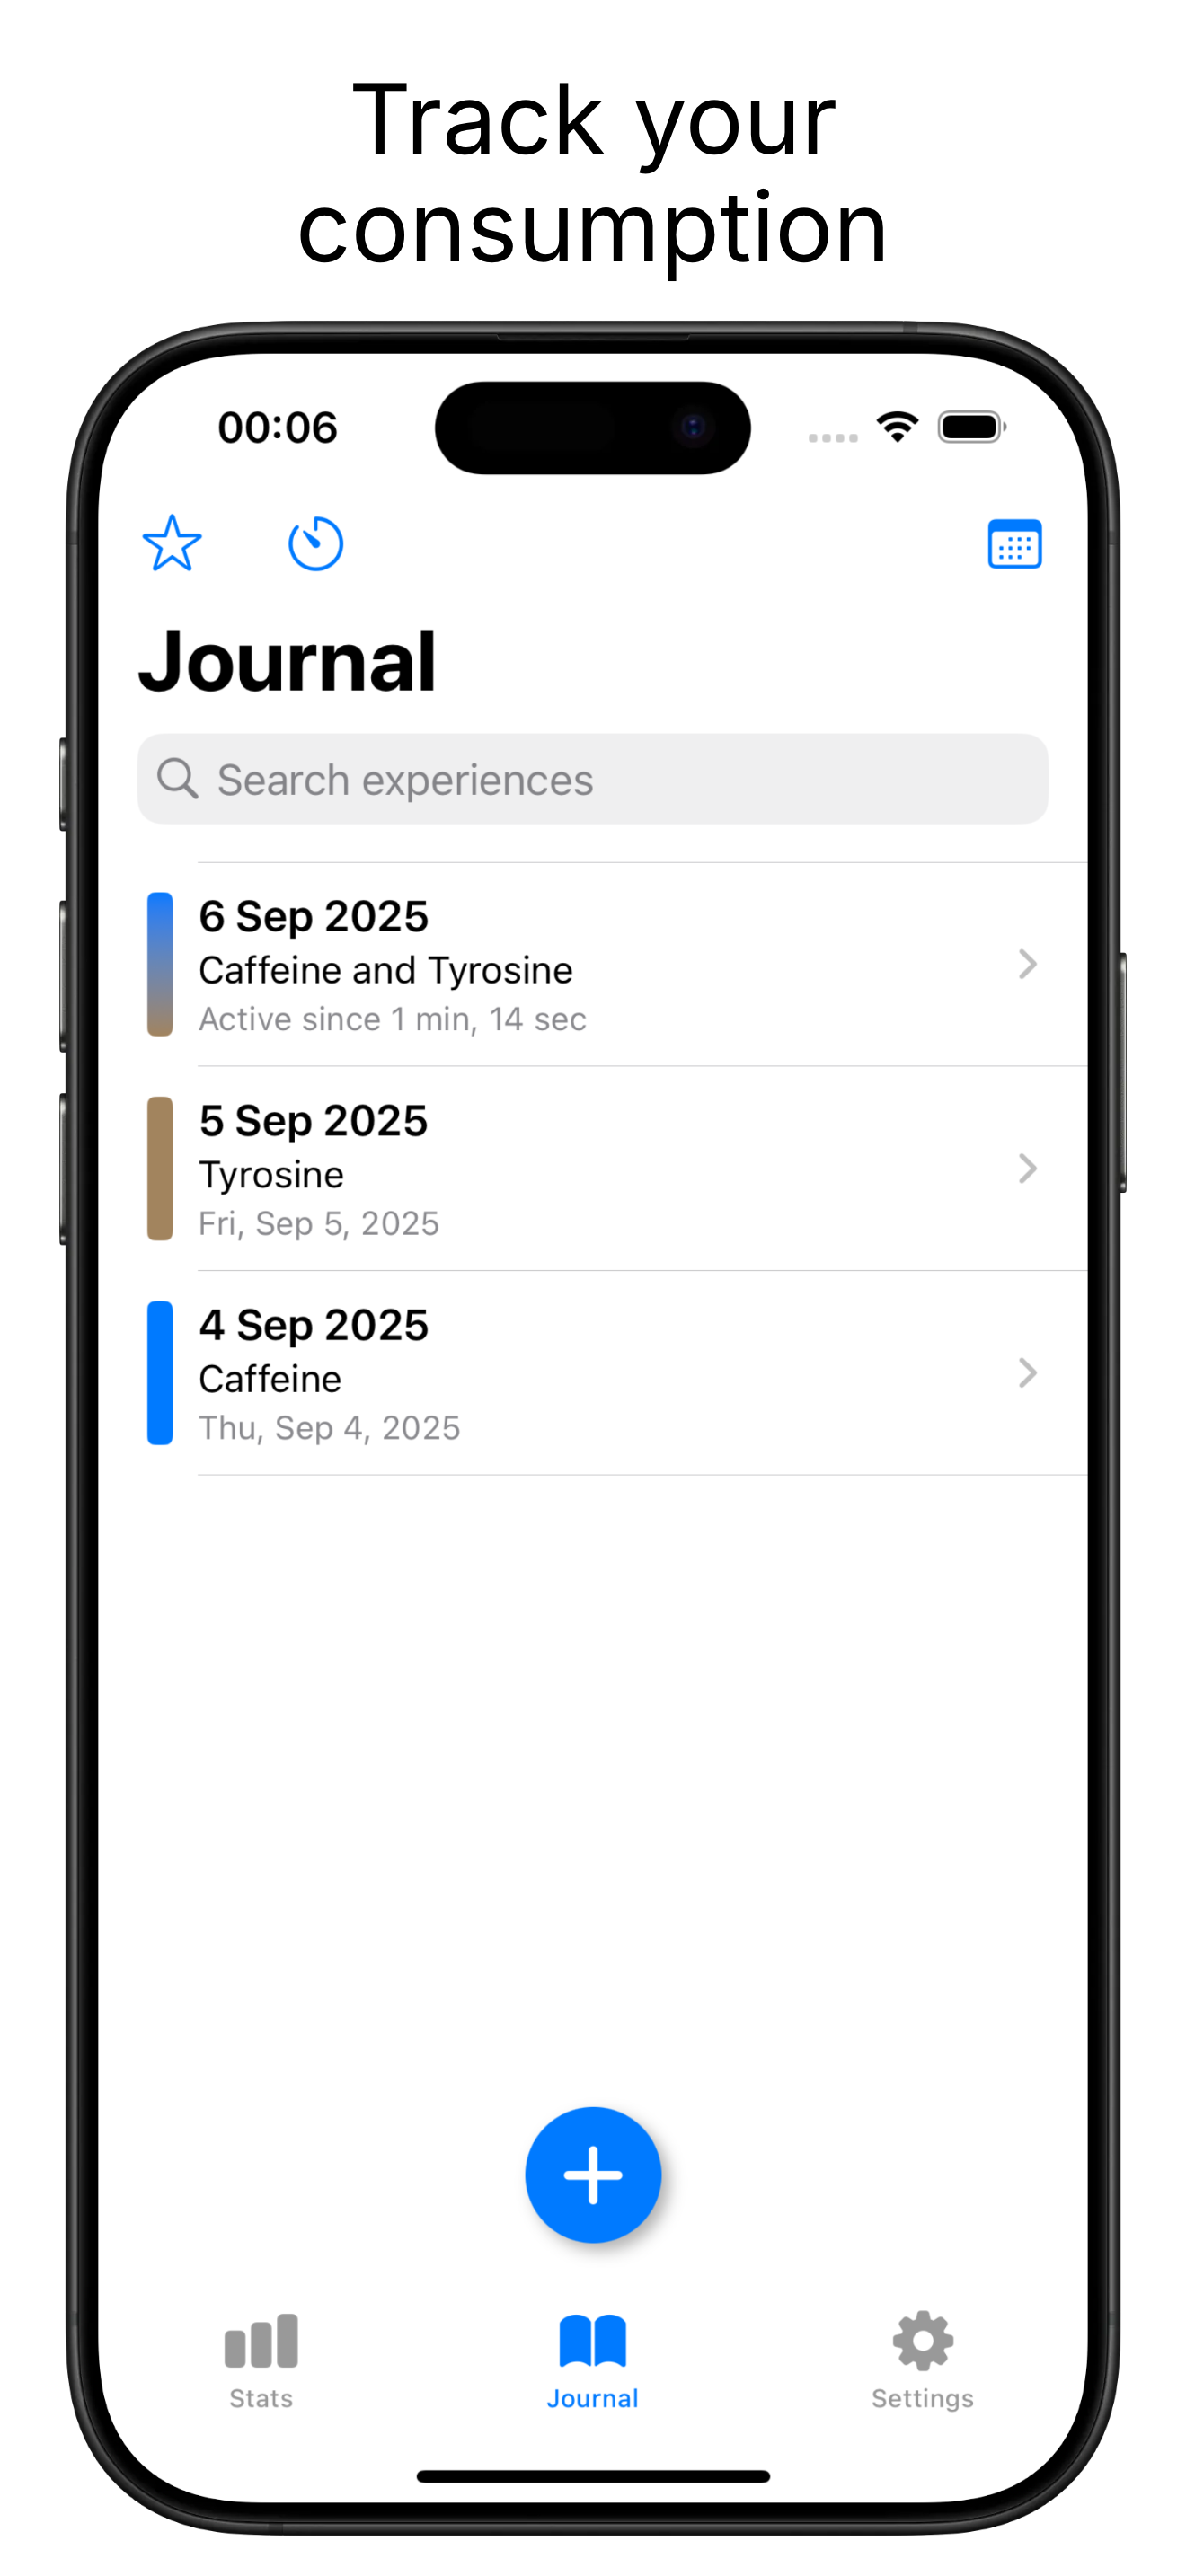 Track your
consumption
00:06
Journal
Search experiences
6 Sep 2025
Caffeine and Tyrosine
Active since 1 min, 14 sec
5 Sep 2025
Tyrosine
Fri, Sep 5, 2025
4 Sep 2025
Caffeine
Thu, Sep 4, 2025
Stats
Journal
Settings